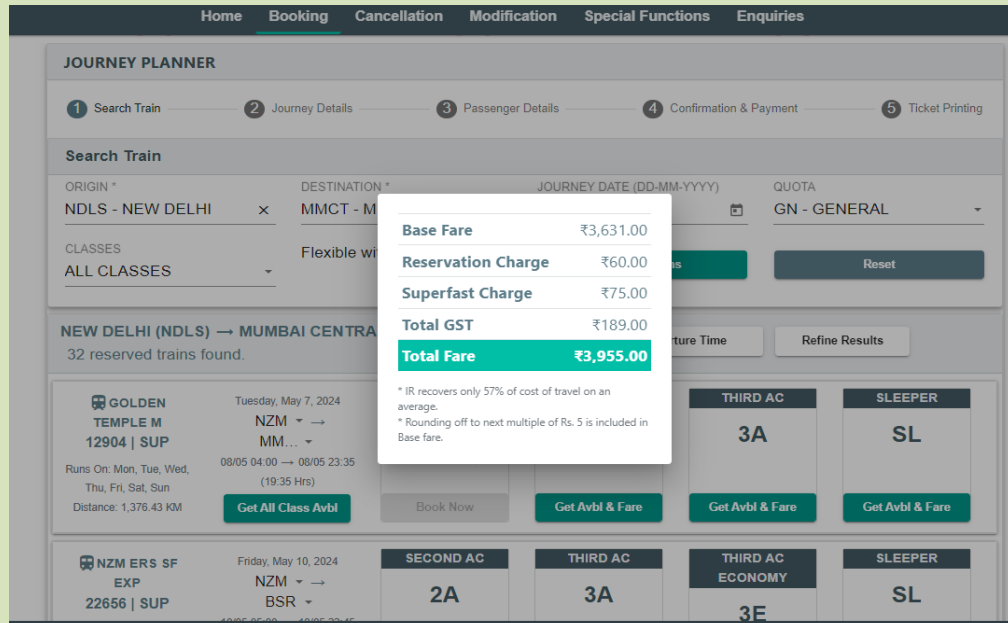 Home Booking Cancellation Modification Special Functions Enquiries
JOURNEY PLANNER
1 Search Train 2 Journey Details 3 Passenger Details 4 Confirmation & Payment 5 Ticket Printing
Search Train
ORIGIN * DESTINATION * JOURNEY DATE (DD-MM-YYYY) QUOTA
NDLS - NEW DELHI × MMCT - M GN - GENERAL
CLASSES
ALL CLASSES
Flexible wi
Reset
Base Fare ₹3,631.00
Reservation Charge ₹60.00
Superfast Charge ₹75.00
Total GST ₹189.00
Total Fare ₹3,955.00
* IR recovers only 57% of cost of travel on an
average.
* Rounding off to next multiple of Rs. 5 is included in
Base fare.
NEW DELHI (NDLS) → MUMBAI CENTRA
32 reserved trains found.
rture Time Refine Results
GOLDEN
TEMPLE M
12904 | SUP
Runs On: Mon, Tue, Wed,
Thu, Fri, Sat, Sun
Distance: 1,376.43 KM
Tuesday, May 7, 2024
NZM →
MM...
08/05 04:00 → 08/05 23:35
(19:35 Hrs)
Get All Class Avbl
Book Now
Get Avbl & Fare
THIRD AC
3A
Get Avbl & Fare
SLEEPER
SL
Get Avbl & Fare
NZM ERS SF
EXP
22656 | SUP
Friday, May 10, 2024
NZM →
BSR
SECOND AC
2A
THIRD AC
3A
THIRD AC
ECONOMY
3E
SLEEPER
SL